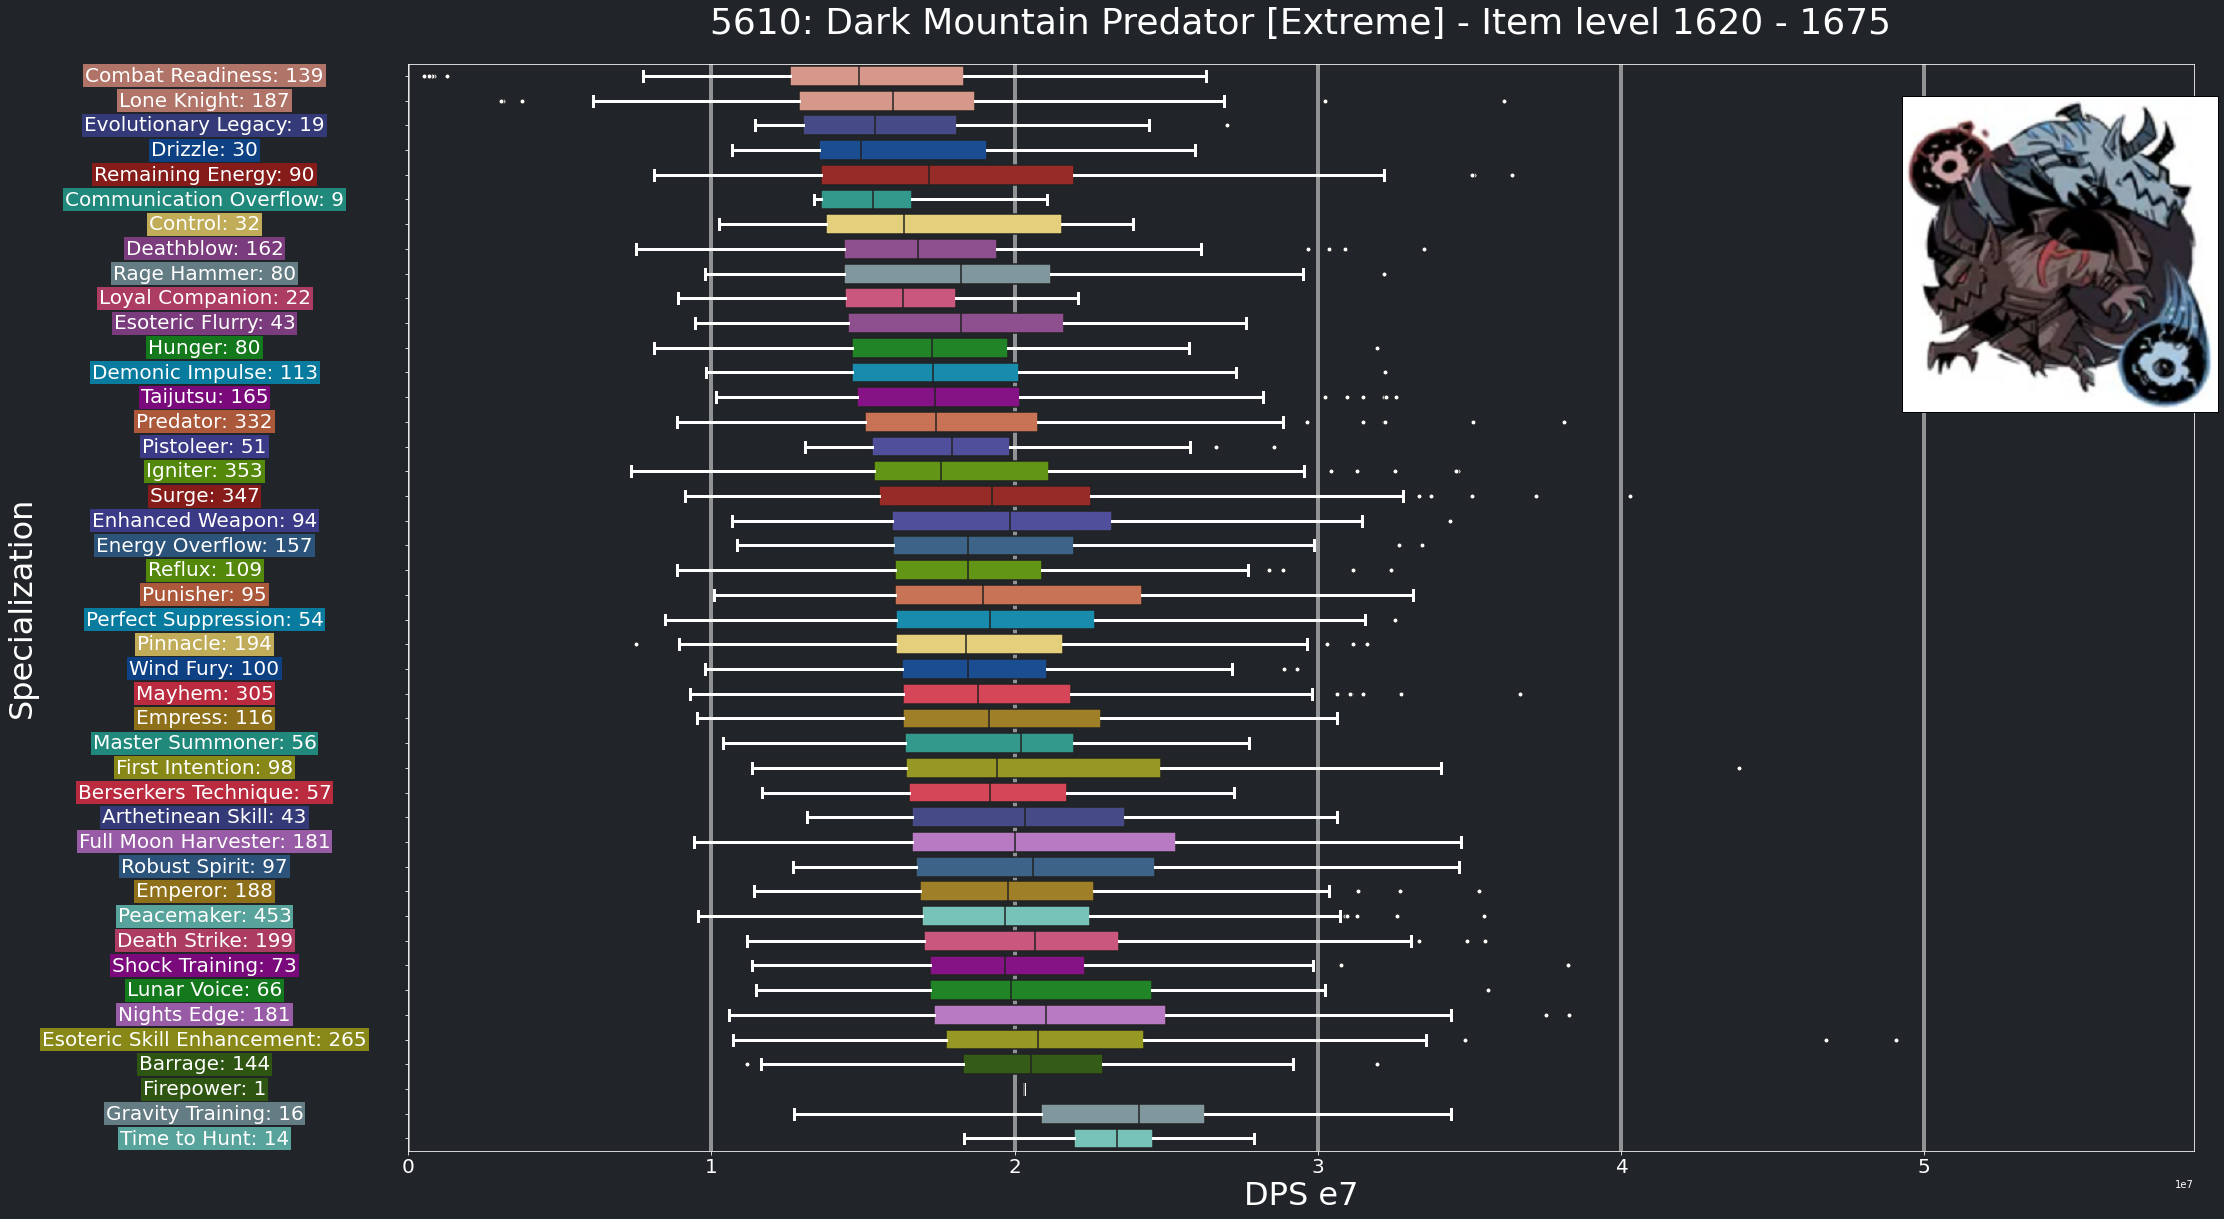 5610: Dark Mountain Predator [Extreme] - Item level 1620 - 1675
Combat Readiness: 139
Lone Knight: 187
Evolutionary Legacy: 19
Drizzle: 30
Remaining Energy: 90
Communication Overflow: 9
Control: 32
Deathblow: 162
Rage Hammer: 80
Loyal Companion: 22
Esoteric Flurry: 43
Hunger: 80
Demonic Impulse: 113
Taijutsu: 165
Predator: 332
Pistoleer: 51
Igniter: 353
Surge: 347
Enhanced Weapon: 94
Energy Overflow: 157
Reflux: 109
Punisher: 95
Perfect Suppression: 54
Pinnacle: 194
Wind Fury: 100
Mayhem: 305
Empress: 116
Master Summoner: 56
First Intention: 98
Berserkers Technique: 57
Arthetinean Skill: 43
Full Moon Harvester: 181
Robust Spirit: 97
Emperor: 188
Peacemaker: 453
Death Strike: 199
Shock Training: 73
Lunar Voice: 66
Nights Edge: 181
Esoteric Skill Enhancement: 265
Barrage: 144
Firepower: 1
Gravity Training: 16
Time to Hunt: 14
Specialization
0 1 2 3 4 5
DPS e7
1e7